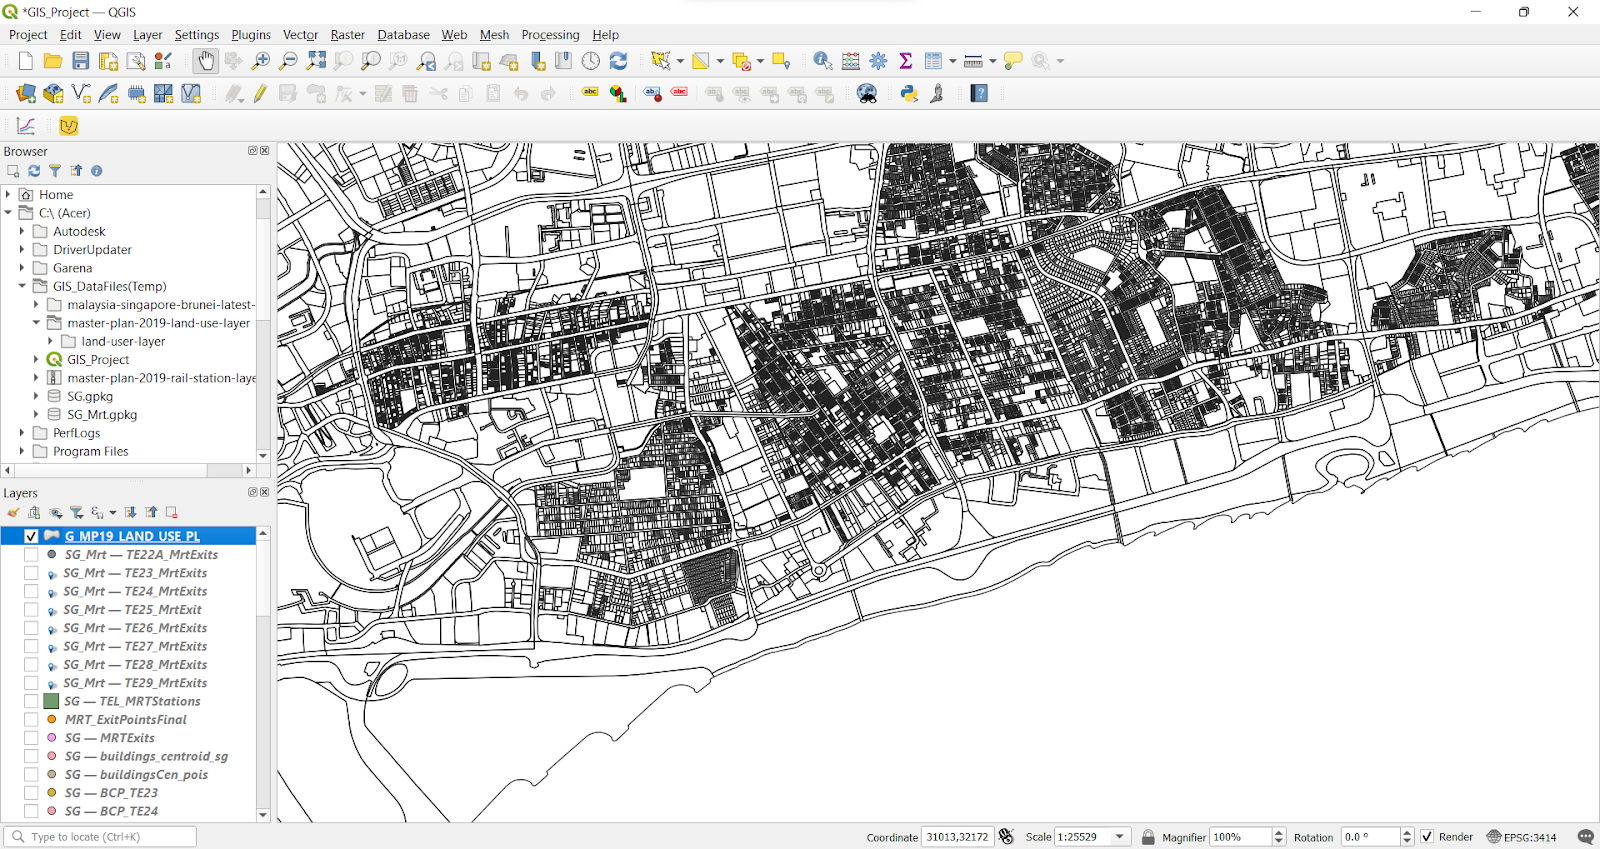 *GIS_Project — QGIS
Project Edit View Layer Settings Plugins Vector Raster Database Web Mesh Processing Help
abc
abc
Browser
Home
C:\ (Acer)
Autodesk
DriverUpdater
Garena
GIS_DataFiles(Temp)
malaysia-singapore-brunei-latest-
master-plan-2019-land-use-layer
land-user-layer
GIS_Project
master-plan-2019-rail-station-laye
SG.gpkg
SG_Mrt.gpkg
PerfLogs
Program Files
Layers
G_MP19_LAND_USE_PL
SG_Mrt — TE22A_MrtExits
SG_Mrt — TE23_MrtExits
SG_Mrt — TE24_MrtExits
SG_Mrt — TE25_MrtExit
SG_Mrt — TE26_MrtExits
SG_Mrt — TE27_MrtExits
SG_Mrt — TE28_MrtExits
SG_Mrt — TE29_MrtExits
SG — TEL_MRTStations
MRT_ExitPointsFinal
SG — MRTExits
SG — buildings_centroid_sg
SG — buildingsCen_pois
SG — BCP_TE23
SG — BCP_TE24
Type to locate (Ctrl+K) Coordinate 31013,32172 Scale 1:25529 Magnifier 100% Rotation 0.0 ° Render EPSG:3414